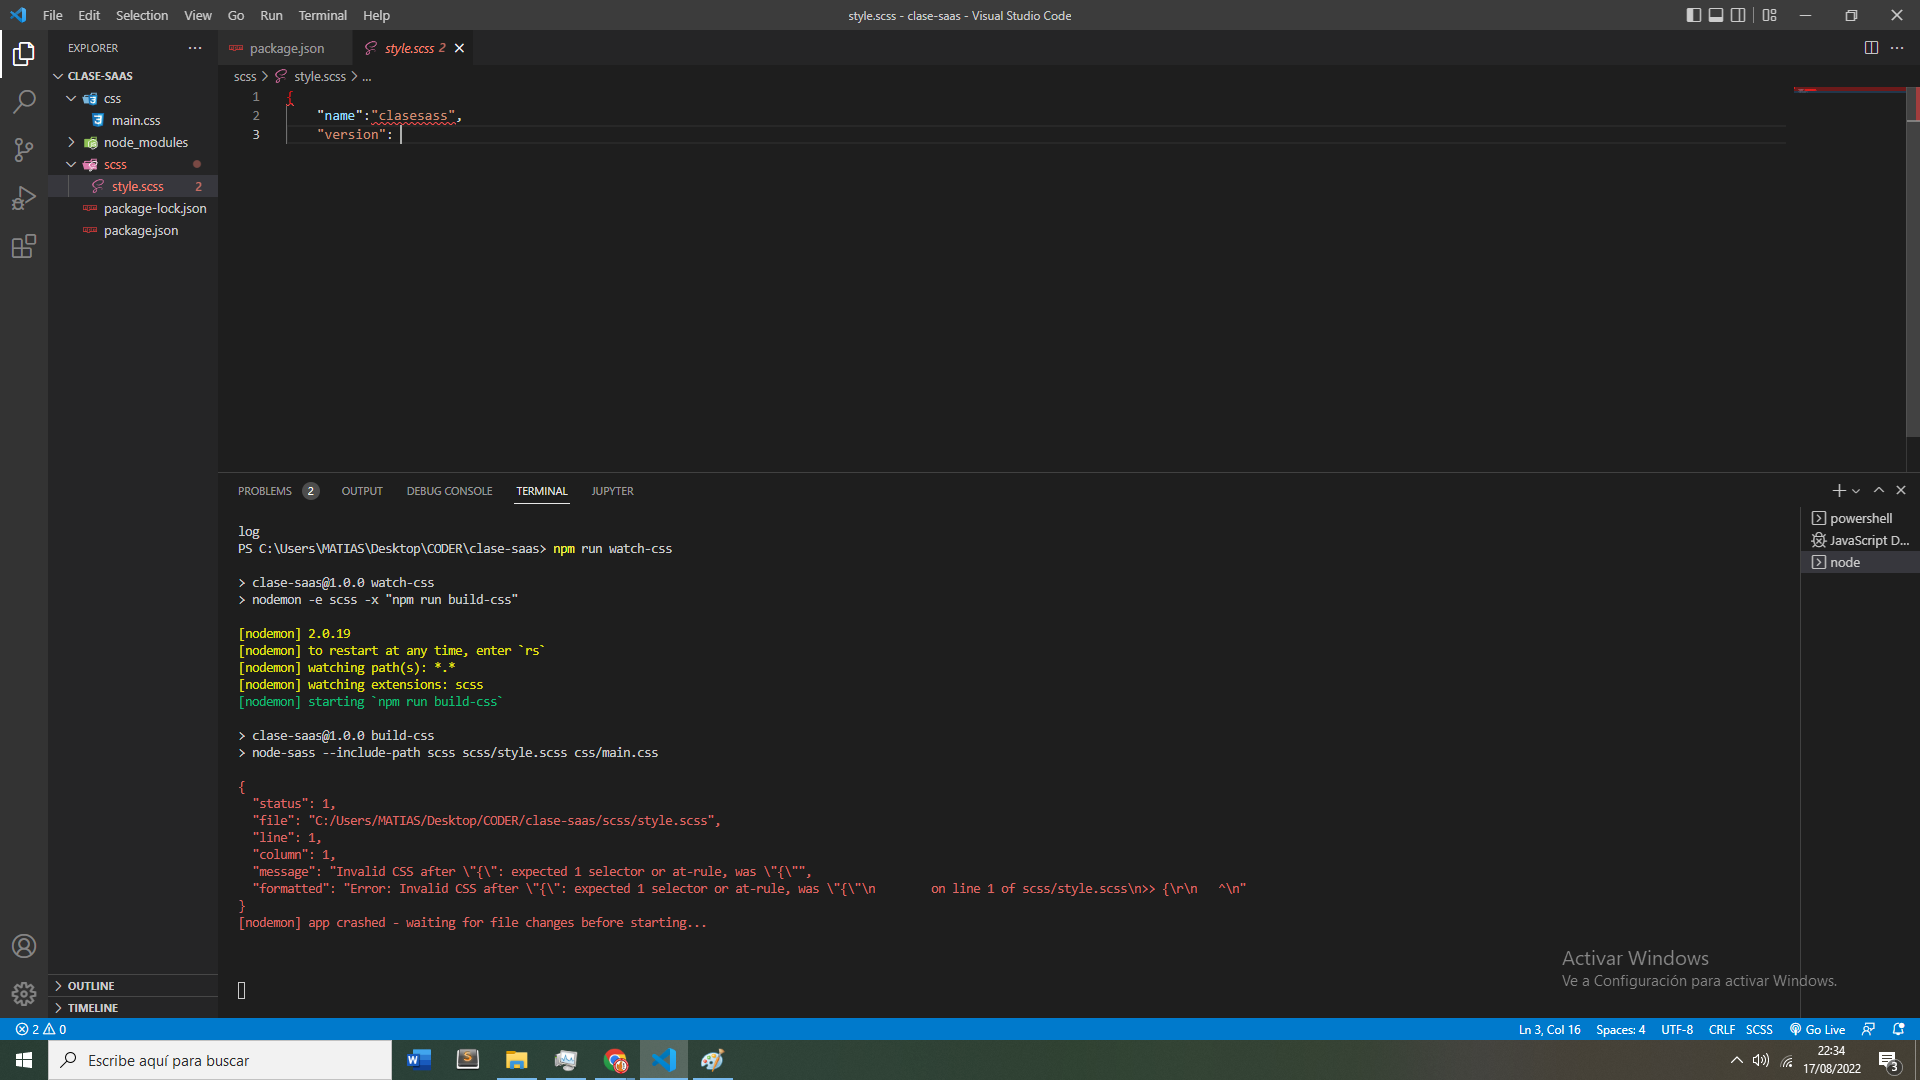 File Edit Selection View Go Run Terminal Help
style.scss - clase-saas - Visual Studio Code
EXPLORER
CLASE-SAAS
css
main.css
node_modules
scss
style.scss 2
package-lock.json
package.json
OUTLINE
TIMELINE
package.json
style.scss 2
scss > style.scss > ...
1 {
2 "name":"clasesass",
3 "version":
PROBLEMS 2 OUTPUT DEBUG CONSOLE TERMINAL JUPYTER
log
PS C:\Users\MATIAS\Desktop\CODER\clase-saas> npm run watch-css
> clase-saas@1.0.0 watch-css
> nodemon -e scss -x "npm run build-css"
[nodemon] 2.0.19
[nodemon] to restart at any time, enter `rs`
[nodemon] watching path(s): *.*
[nodemon] watching extensions: scss
[nodemon] starting `npm run build-css`
> clase-saas@1.0.0 build-css
> node-sass --include-path scss scss/style.scss css/main.css
{
"status": 1,
"file": "C:/Users/MATIAS/Desktop/CODER/clase-saas/scss/style.scss",
"line": 1,
"column": 1,
"message": "Invalid CSS after \"{\": expected 1 selector or at-rule, was \"{\"",
"formatted": "Error: Invalid CSS after \"{\": expected 1 selector or at-rule, was \"{\"\n        on line 1 of scss/style.scss\n>> {\r\n   ^\n"
}
[nodemon] app crashed - waiting for file changes before starting...
powershell
JavaScript D...
node
Activar Windows
Ve a Configuración para activar Windows.
2 0
Ln 3, Col 16 Spaces: 4 UTF-8 CRLF SCSS Go Live
Escribe aquí para buscar
22:34
17/08/2022
3